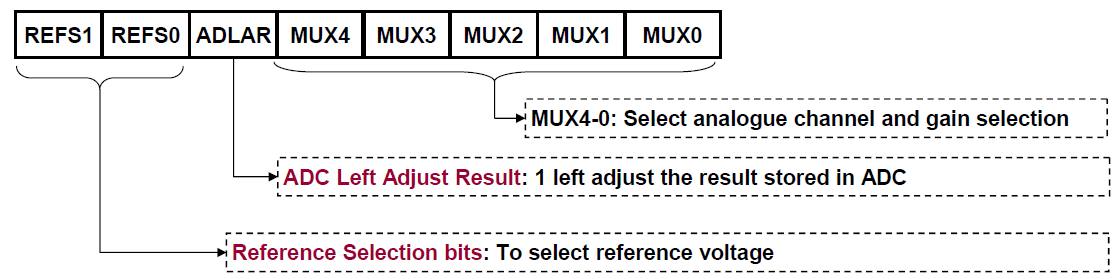 REFS1 REFS0 ADLAR MUX4 MUX3 MUX2 MUX1 MUX0
MUX4-0: Select analogue channel and gain selection
ADC Left Adjust Result: 1 left adjust the result stored in ADC
Reference Selection bits: To select reference voltage